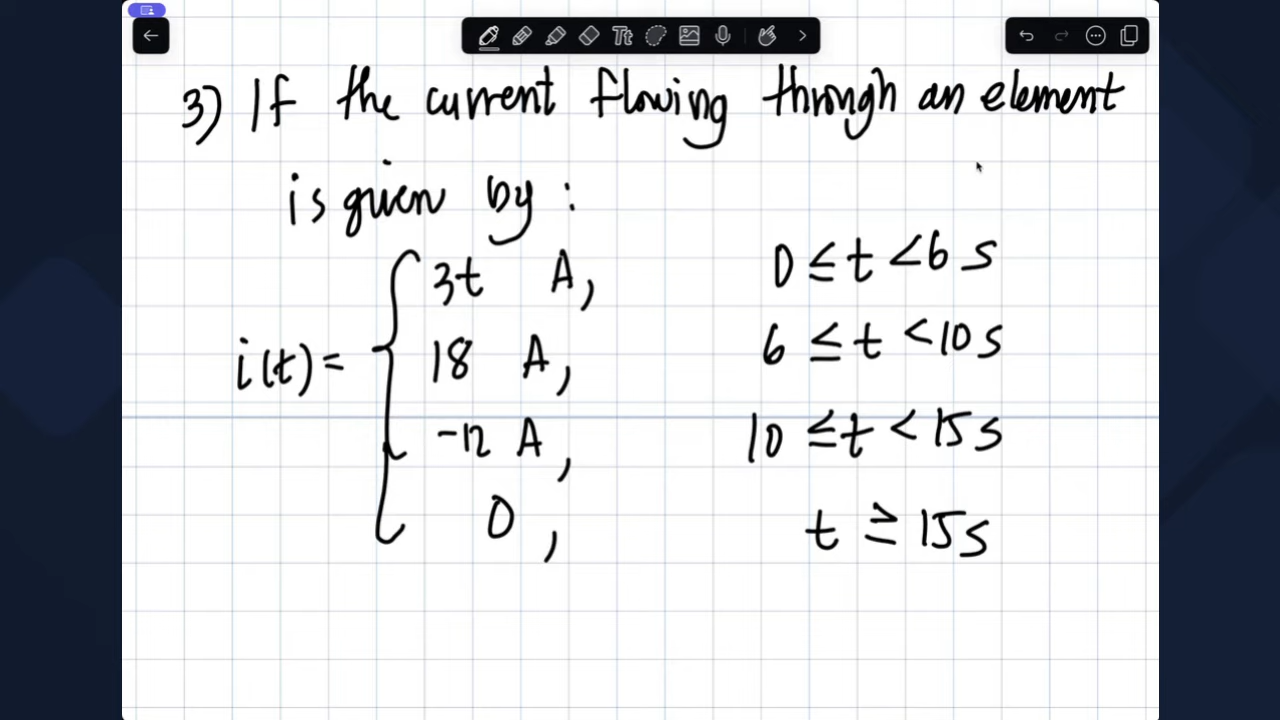 3) If the current flowing through an element
is given by:
3t A, 0 ≤ t < 6 s
18 A, 6 ≤ t < 10 s
i(t) =
-12 A, 10 ≤ t < 15 s
0, t ≥ 15 s